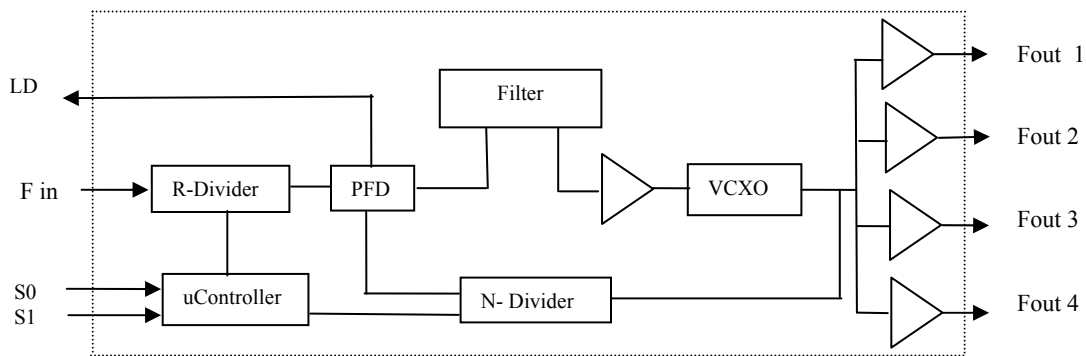 Fout 1
LD
Filter
Fout 2
F in
R-Divider
PFD
VCXO
Fout 3
S0
S1
uController
N- Divider
Fout 4